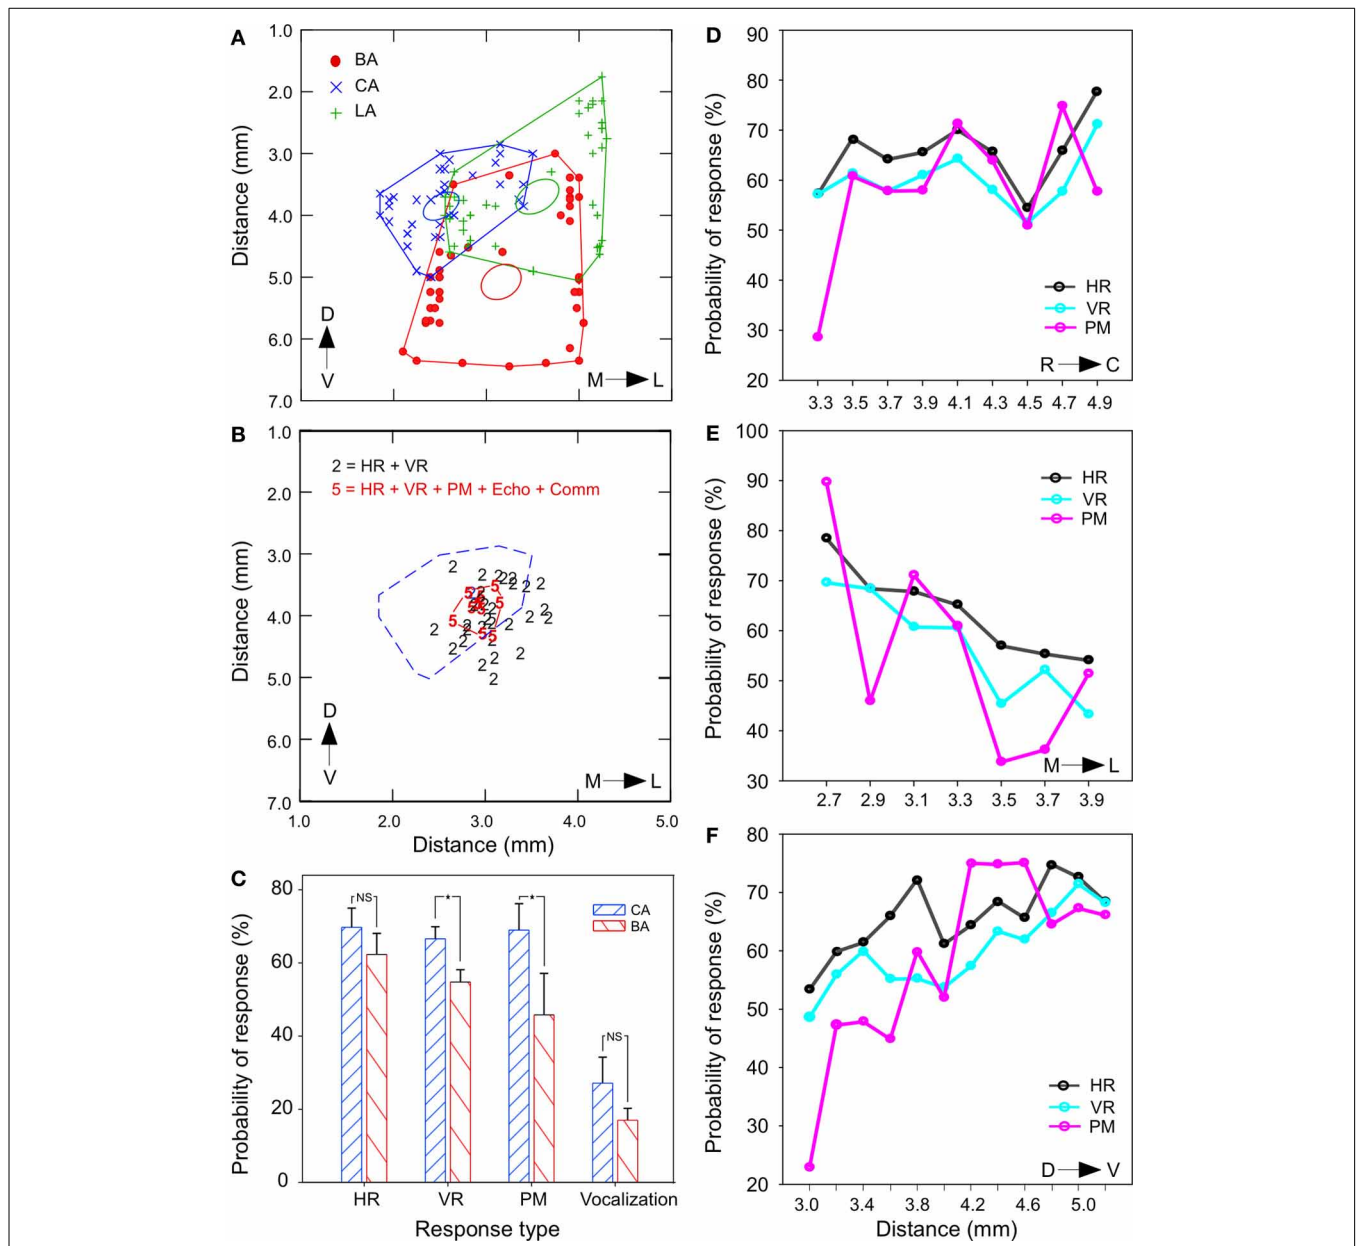 A
1.0
2.0
3.0
4.0
5.0
6.0
7.0
Distance (mm)
BA
CA
LA
D
V
M L
B
1.0
2.0
3.0
4.0
5.0
6.0
7.0
Distance (mm)
2 = HR + VR
5 = HR + VR + PM + Echo + Comm
D
V
M L
1.0 2.0 3.0 4.0 5.0
Distance (mm)
C
80
60
40
20
0
Probability of response (%)
NS * * NS
CA
BA
HR VR PM Vocalization
Response type
D
90
80
70
60
50
40
30
20
Probability of response (%)
HR
VR
PM
R C
3.3 3.5 3.7 3.9 4.1 4.3 4.5 4.7 4.9
E
100
90
80
70
60
50
40
30
Probability of response (%)
HR
VR
PM
M L
2.7 2.9 3.1 3.3 3.5 3.7 3.9
F
80
70
60
50
40
30
20
Probability of response (%)
HR
VR
PM
D V
3.0 3.4 3.8 4.2 4.6 5.0
Distance (mm)